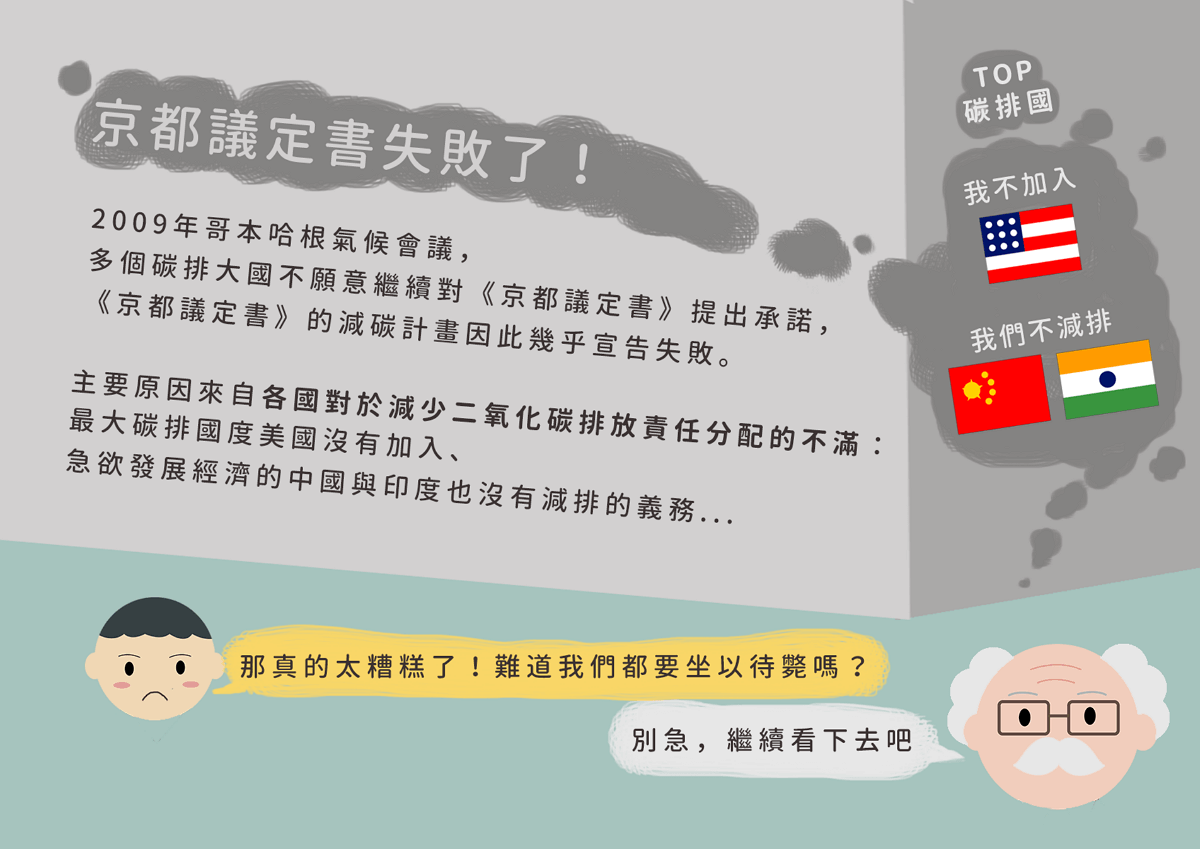 京都議定書失敗了！
2009年哥本哈根氣候會議，
多個碳排大國不願意繼續對《京都議定書》提出承諾，
《京都議定書》的減碳計畫因此幾乎宣告失敗。
主要原因來自各國對於減少二氧化碳排放責任分配的不滿：
最大碳排國度美國沒有加入、
急欲發展經濟的中國與印度也沒有減排的義務...
TOP
碳排國
我不加入
我們不減排
那真的太糟糕了！難道我們都要坐以待斃嗎？
別急，繼續看下去吧